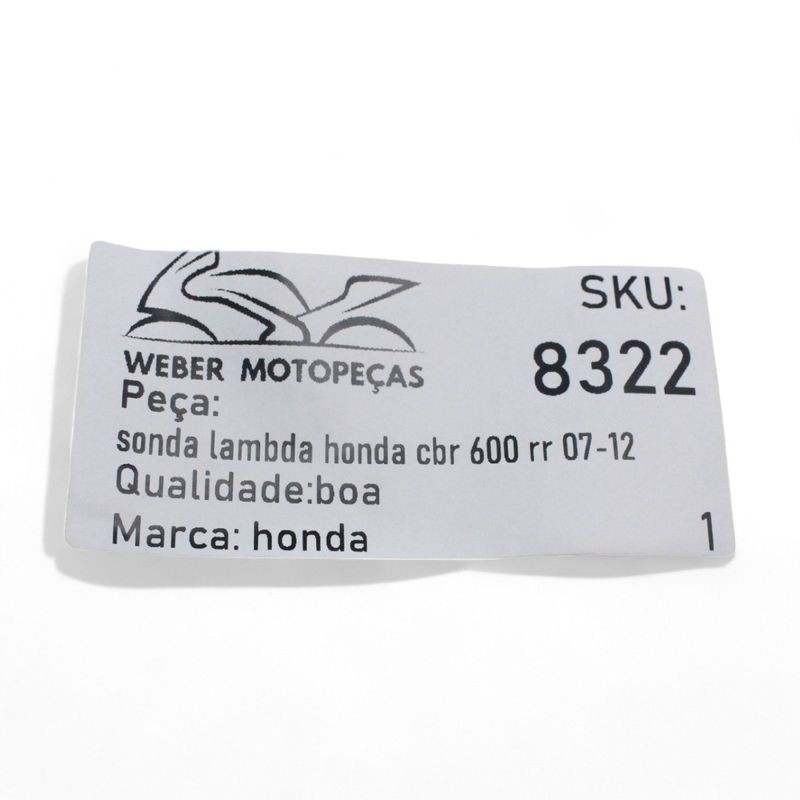 SKU:
8322
WEBER MOTOPEÇAS
Peça:
sonda lambda honda cbr 600 rr 07-12
Qualidade:boa
Marca: honda
1